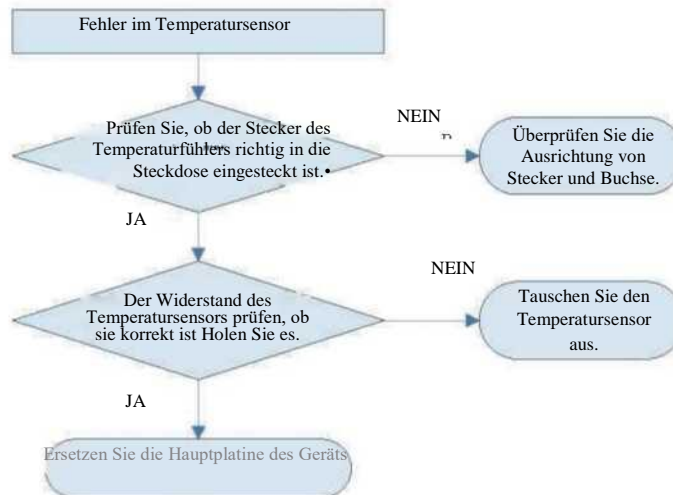 Fehler im Temperatursensor
Prüfen Sie, ob der Stecker des
Temperaturführers richtig in die
Steckdose eingesteckt ist.•
NEIN
Überprüfen Sie die
Ausrichtung von
Stecker und Buchse.
JA
Der Widerstand des
Temperatursensors prüfen, ob
sie korrekt ist Holen Sie es.
NEIN
Tauschen Sie den
Temperatursensor
aus.
JA
Ersetzen Sie die Hauptplatine des Geräts